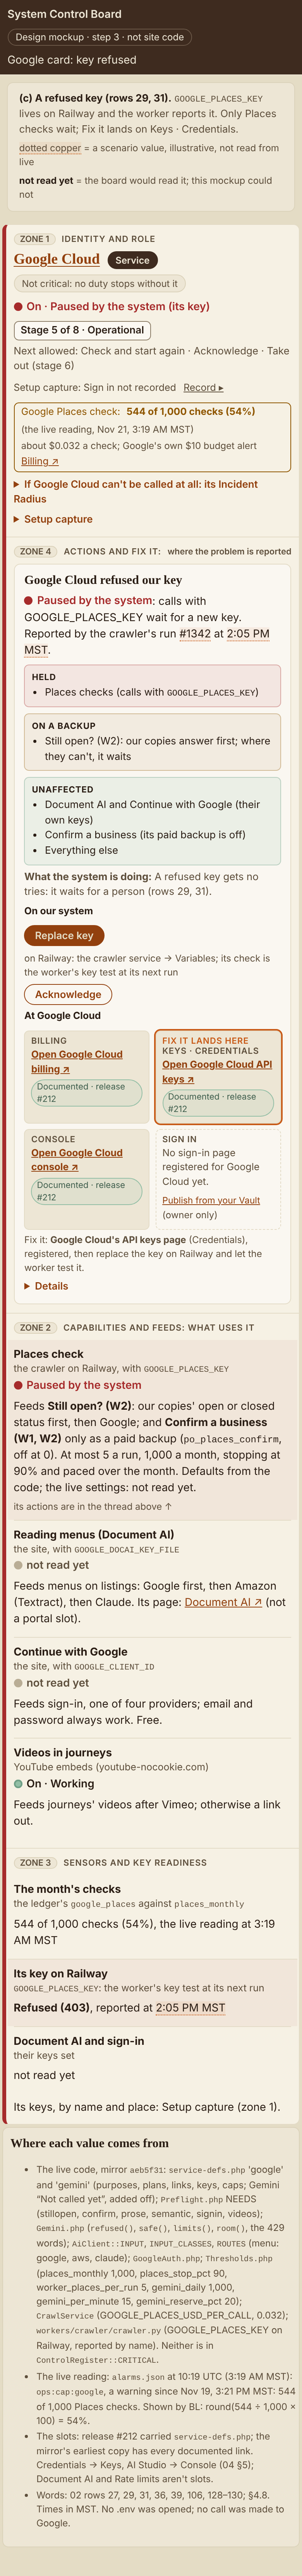 System Control Board
Design mockup · step 3 · not site code
Google card: key refused
(c) A refused key (rows 29, 31). GOOGLE_PLACES_KEY
lives on Railway and the worker reports it. Only Places
checks wait; Fix it lands on Keys · Credentials.
dotted copper = a scenario value, illustrative, not read from
live
not read yet = the board would read it; this mockup could
not
ZONE 1 IDENTITY AND ROLE
Google Cloud Service
Not critical: no duty stops without it
On · Paused by the system (its key)
Stage 5 of 8 · Operational
Next allowed: Check and start again · Acknowledge · Take
out (stage 6)
Setup capture: Sign in not recorded Record ▸
Google Places check: 544 of 1,000 checks (54%)
(the live reading, Nov 21, 3:19 AM MST)
about $0.032 a check; Google's own $10 budget alert
Billing ↗
▸ If Google Cloud can't be called at all: its Incident
Radius
▸ Setup capture
ZONE 4 ACTIONS AND FIX IT: where the problem is reported
Google Cloud refused our key
Paused by the system: calls with
GOOGLE_PLACES_KEY wait for a new key.
Reported by the crawler's run #1342 at 2:05 PM
MST.
HELD
• Places checks (calls with GOOGLE_PLACES_KEY)
ON A BACKUP
• Still open? (W2): our copies answer first; where
they can't, it waits
UNAFFECTED
• Document AI and Continue with Google (their
own keys)
• Confirm a business (its paid backup is off)
• Everything else
What the system is doing: A refused key gets no
tries: it waits for a person (rows 29, 31).
On our system
Replace key
on Railway: the crawler service → Variables; its check is
the worker's key test at its next run
Acknowledge
At Google Cloud
BILLING
Open Google Cloud
billing ↗
Documented · release
#212
FIX IT LANDS HERE
KEYS · CREDENTIALS
Open Google Cloud API
keys ↗
Documented · release
#212
CONSOLE
Open Google Cloud
console ↗
Documented · release
#212
SIGN IN
No sign-in page
registered for Google
Cloud yet.
Publish from your Vault
(owner only)
Fix it: Google Cloud's API keys page (Credentials),
registered, then replace the key on Railway and let the
worker test it.
▸ Details
ZONE 2 CAPABILITIES AND FEEDS: WHAT USES IT
Places check
the crawler on Railway, with GOOGLE_PLACES_KEY
Paused by the system
Feeds Still open? (W2): our copies' open or closed
status first, then Google; and Confirm a business
(W1, W2) only as a paid backup (po_places_confirm,
off at 0). At most 5 a run, 1,000 a month, stopping at
90% and paced over the month. Defaults from the
code; the live settings: not read yet.
its actions are in the thread above ↑
Reading menus (Document AI)
the site, with GOOGLE_DOCAI_KEY_FILE
not read yet
Feeds menus on listings: Google first, then Amazon
(Textract), then Claude. Its page: Document AI ↗ (not
a portal slot).
Continue with Google
the site, with GOOGLE_CLIENT_ID
not read yet
Feeds sign-in, one of four providers; email and
password always work. Free.
Videos in journeys
YouTube embeds (youtube-nocookie.com)
On · Working
Feeds journeys' videos after Vimeo; otherwise a link
out.
ZONE 3 SENSORS AND KEY READINESS
The month's checks
the ledger's google_places against places_monthly
544 of 1,000 checks (54%), the live reading at 3:19
AM MST
Its key on Railway
GOOGLE_PLACES_KEY: the worker's key test at its next run
Refused (403), reported at 2:05 PM MST
Document AI and sign-in
their keys set
not read yet
Its keys, by name and place: Setup capture (zone 1).
Where each value comes from
• The live code, mirror aeb5f31: service-defs.php 'google'
and 'gemini' (purposes, plans, links, keys, caps; Gemini
“Not called yet”, added off); Preflight.php NEEDS
(stillopen, confirm, prose, semantic, signin, videos);
Gemini.php (refused(), safe(), limits(), room(), the 429
words); AiClient::INPUT, INPUT_CLASSES, ROUTES (menu:
google, aws, claude); GoogleAuth.php; Thresholds.php
(places_monthly 1,000, places_stop_pct 90,
worker_places_per_run 5, gemini_daily 1,000,
gemini_per_minute 15, gemini_reserve_pct 20);
CrawlService (GOOGLE_PLACES_USD_PER_CALL, 0.032);
workers/crawler/crawler.py (GOOGLE_PLACES_KEY on
Railway, reported by name). Neither is in
ControlRegister::CRITICAL.
• The live reading: alarms.json at 10:19 UTC (3:19 AM MST):
ops:cap:google, a warning since Nov 19, 3:21 PM MST: 544
of 1,000 Places checks. Shown by BL: round(544 ÷ 1,000 ×
100) = 54%.
• The slots: release #212 carried service-defs.php; the
mirror's earliest copy has every documented link.
Credentials → Keys, AI Studio → Console (04 §5);
Document AI and Rate limits aren't slots.
• Words: 02 rows 27, 29, 31, 36, 39, 106, 128–130; §4.8.
Times in MST. No .env was opened; no call was made to
Google.